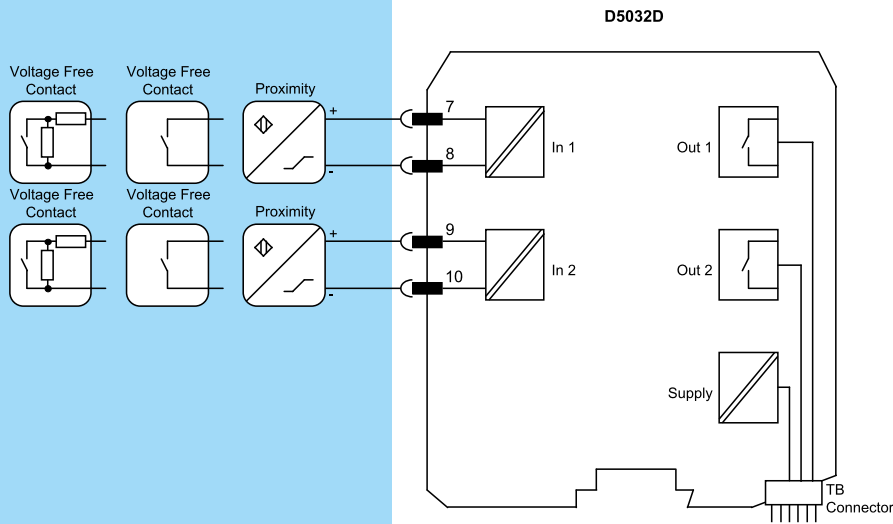 D5032D
Voltage Free
Contact
Voltage Free
Contact
Proximity
+
-
7
8
In 1
Out 1
Voltage Free
Contact
Voltage Free
Contact
Proximity
+
-
9
10
In 2
Out 2
Supply
TB
Connector